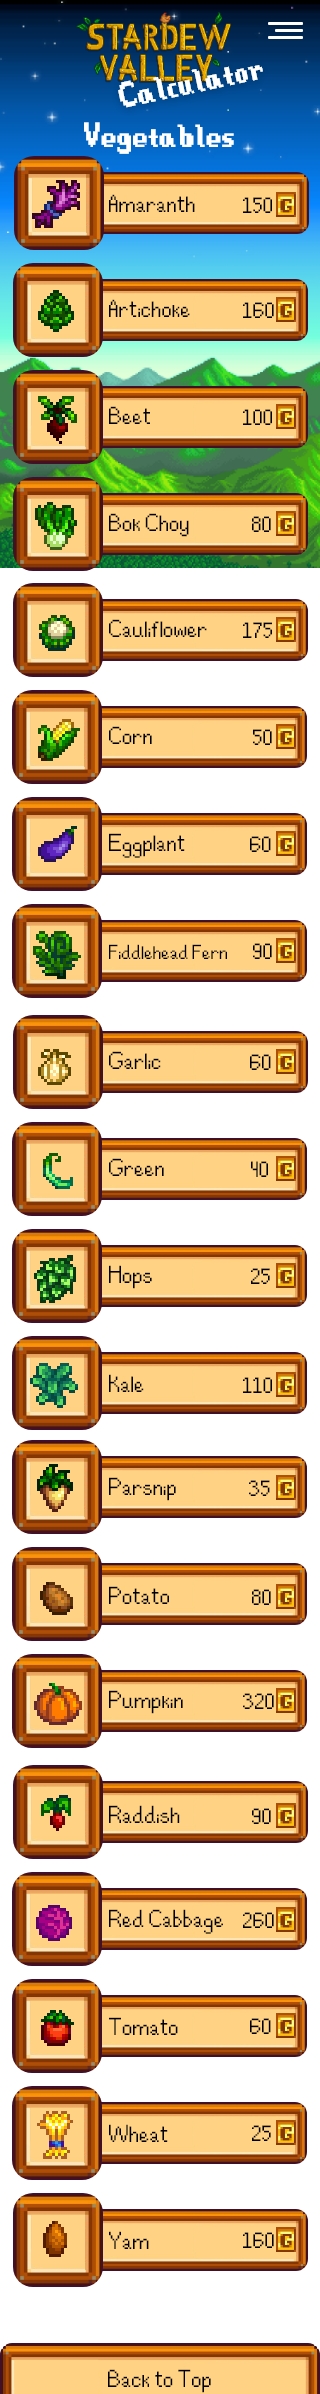 STARDEW
VALLEY
Calculator
Vegetables
Amaranth 150 G
Artichoke 160 G
Beet 100 G
Bok Choy 80 G
Cauliflower 175 G
Corn 50 G
Eggplant 60 G
Fiddlehead Fern 90 G
Garlic 60 G
Green 40 G
Hops 25 G
Kale 110 G
Parsnip 35 G
Potato 80 G
Pumpkin 320 G
Raddish 90 G
Red Cabbage 260 G
Tomato 60 G
Wheat 25 G
Yam 160 G
Back to Top